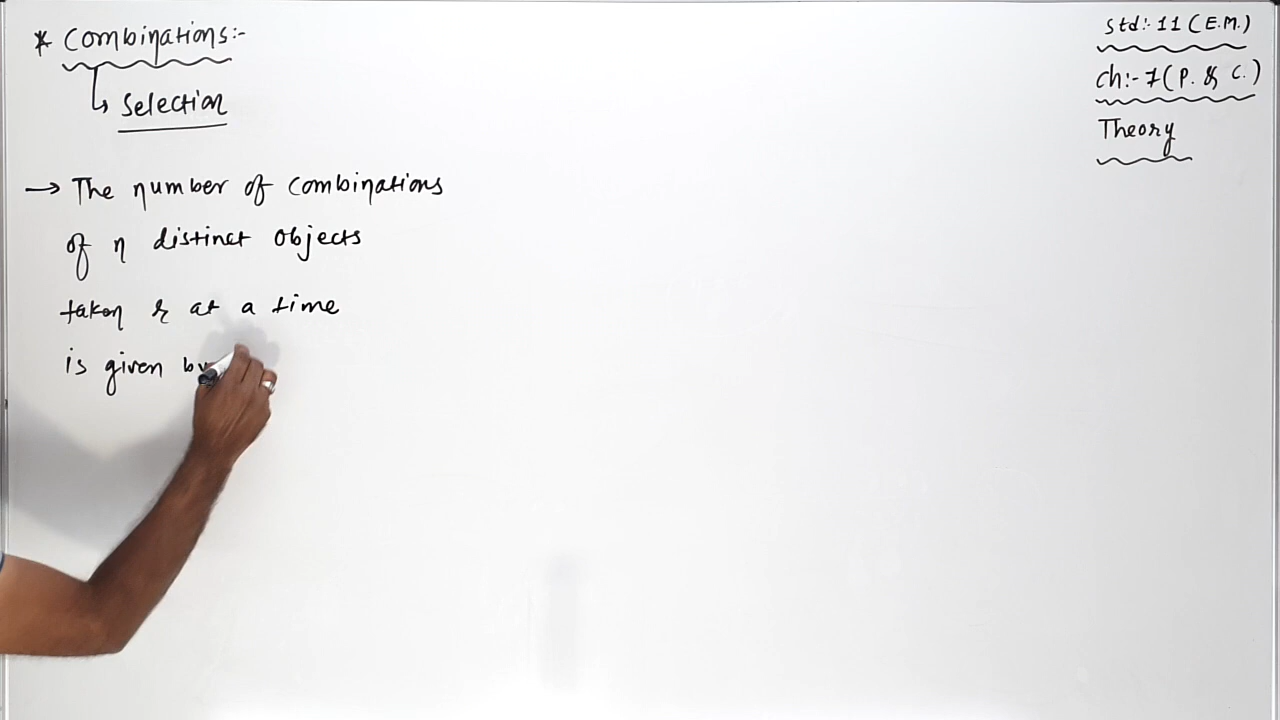 * Combinations:-
↳ Selection
→ The number of combinations
of n distinct objects
taken r at a time
is given by
Std:- 11 (E.M.)
ch:- 7 (P. & C.)
Theory